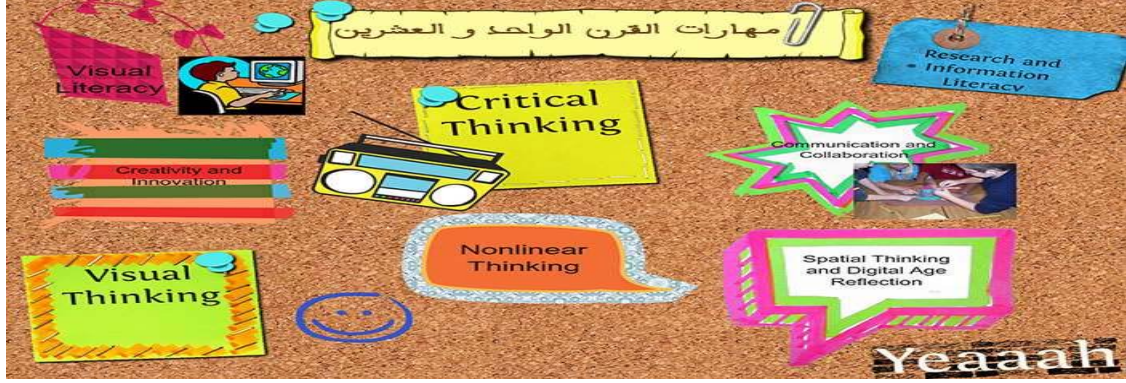 مهارات القرن الواحد و العشرين
Visual
Literacy
Research and
• Information
Literacy
Critical
Thinking
Communication and
Collaboration
Creativity and
Innovation
Nonlinear
Thinking
Visual
Thinking
Spatial Thinking
and Digital Age
Reflection
Yeaaah